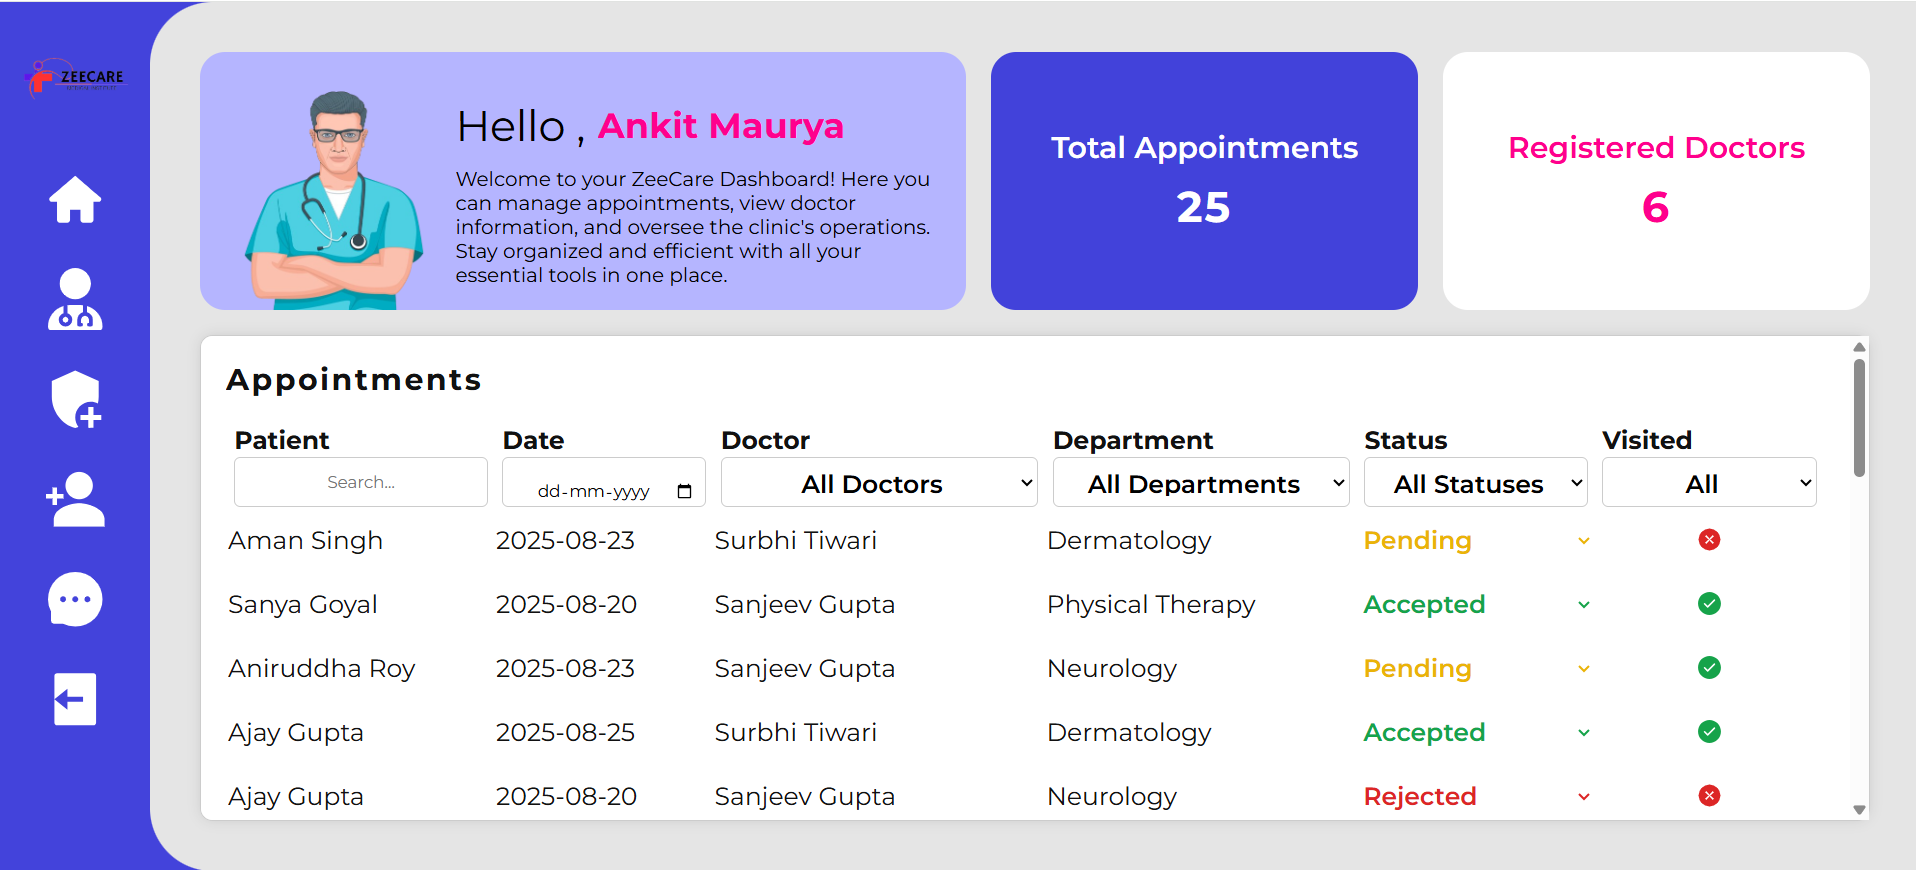 ZEECARE
Hello , Ankit Maurya
Welcome to your ZeeCare Dashboard! Here you
can manage appointments, view doctor
information, and oversee the clinic's operations.
Stay organized and efficient with all your
essential tools in one place.
Total Appointments
25
Registered Doctors
6
Appointments
Patient Date Doctor Department Status Visited
Search... dd-mm-yyyy All Doctors All Departments All Statuses All
Aman Singh 2025-08-23 Surbhi Tiwari Dermatology Pending
Sanya Goyal 2025-08-20 Sanjeev Gupta Physical Therapy Accepted
Aniruddha Roy 2025-08-23 Sanjeev Gupta Neurology Pending
Ajay Gupta 2025-08-25 Surbhi Tiwari Dermatology Accepted
Ajay Gupta 2025-08-20 Sanjeev Gupta Neurology Rejected